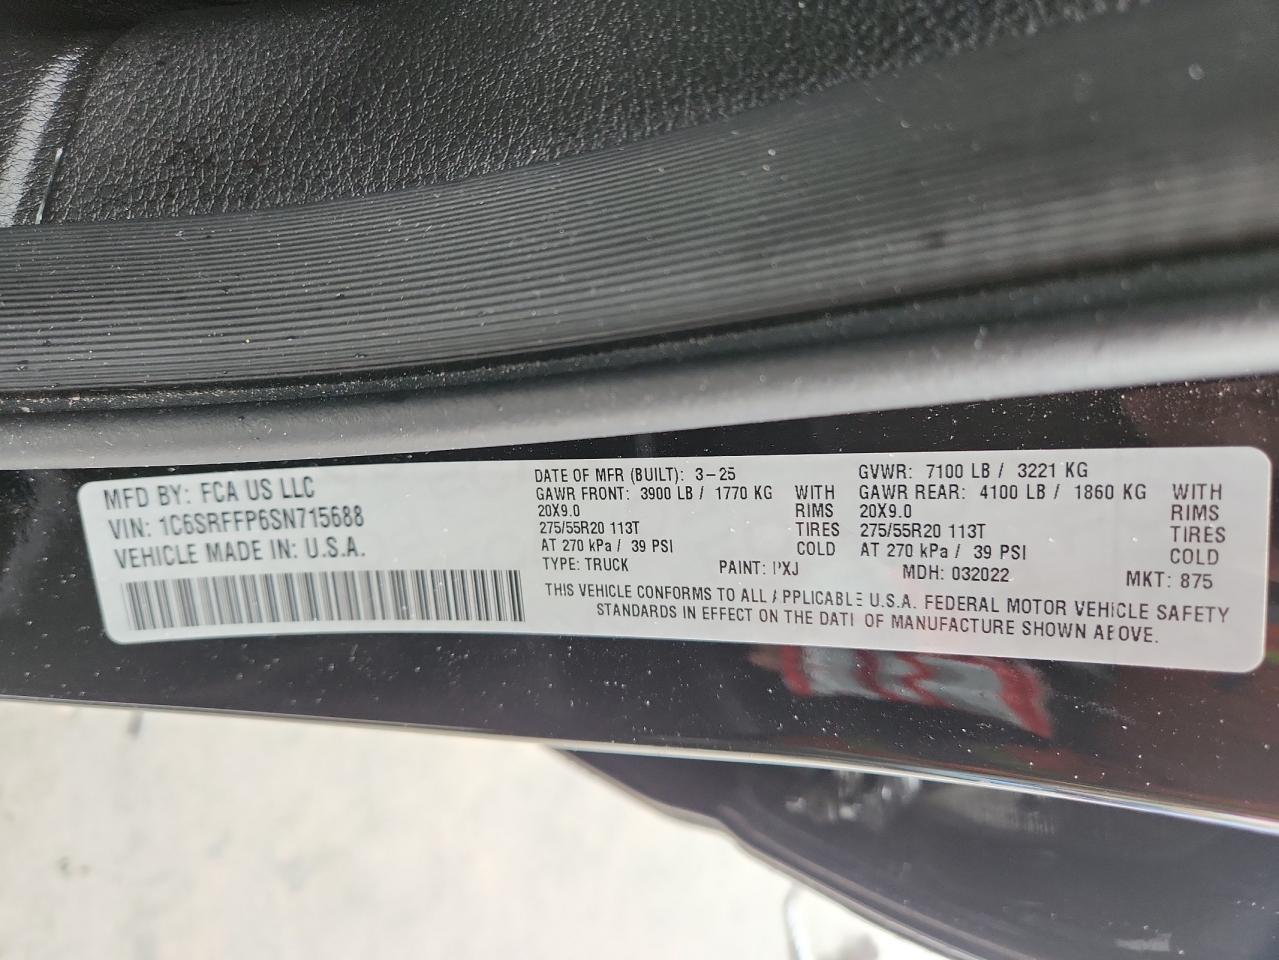 MFD BY: FCA US LLC
VIN: 1C6SRFFP6SN715688
VEHICLE MADE IN: U.S.A.
DATE OF MFR (BUILT): 3-25
GAWR FRONT: 3900 LB / 1770 KG WITH
20X9.0 RIMS
275/55R20 113T TIRES
AT 270 kPa / 39 PSI COLD
GVWR: 7100 LB / 3221 KG
GAWR REAR: 4100 LB / 1860 KG WITH
20X9.0 RIMS
275/55R20 113T TIRES
AT 270 kPa / 39 PSI COLD
TYPE: TRUCK PAINT: PXJ MDH: 032022 MKT: 875
THIS VEHICLE CONFORMS TO ALL APPLICABLE U.S.A. FEDERAL MOTOR VEHICLE SAFETY
STANDARDS IN EFFECT ON THE DATE OF MANUFACTURE SHOWN ABOVE.